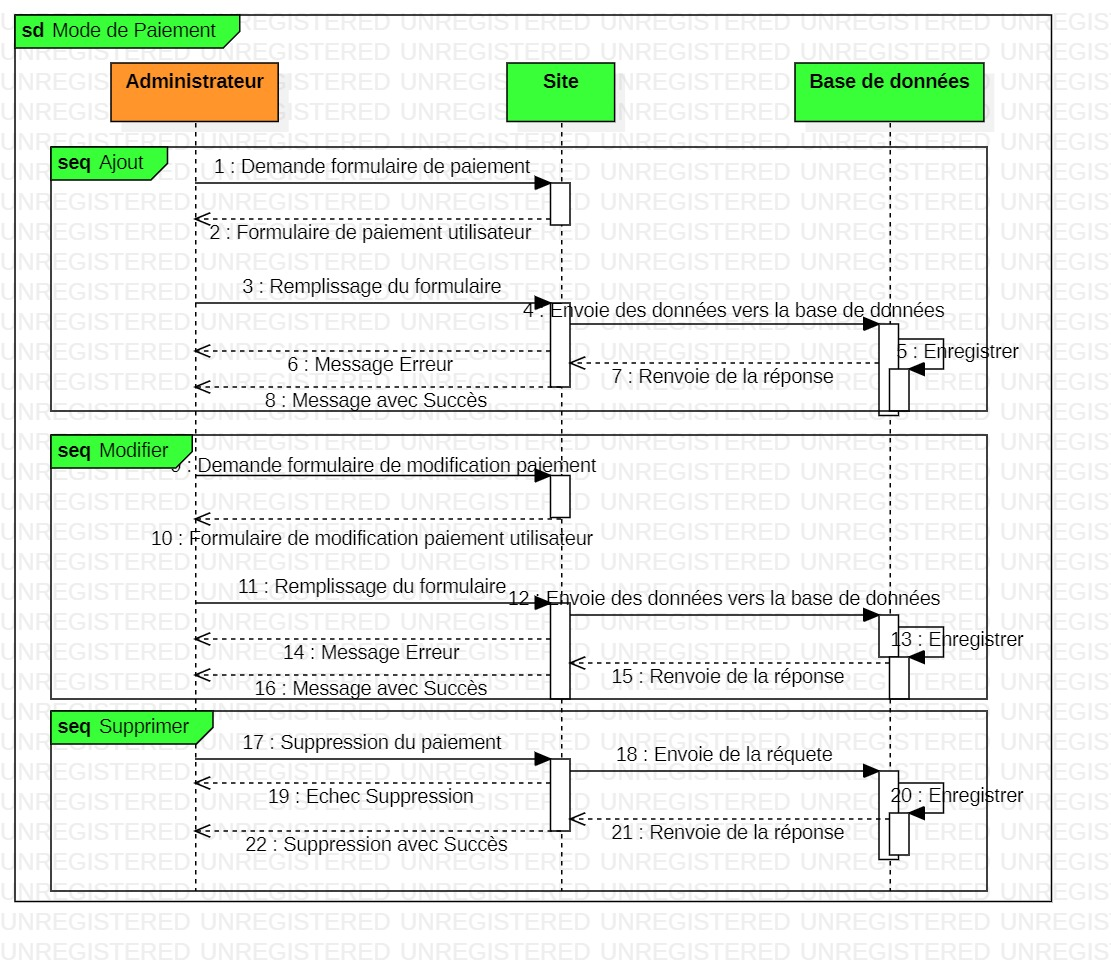 sd Mode de Paiement
Administrateur
Site
Base de données
seq Ajout
1 : Demande formulaire de paiement
2 : Formulaire de paiement utilisateur
3 : Remplissage du formulaire
4 : Envoie des données vers la base de données
5 : Enregistrer
6 : Message Erreur
7 : Renvoie de la réponse
8 : Message avec Succès
seq Modifier
9 : Demande formulaire de modification paiement
10 : Formulaire de modification paiement utilisateur
11 : Remplissage du formulaire
12 : Envoie des données vers la base de données
13 : Enregistrer
14 : Message Erreur
15 : Renvoie de la réponse
16 : Message avec Succès
seq Supprimer
17 : Suppression du paiement
18 : Envoie de la réquete
19 : Echec Suppression
20 : Enregistrer
21 : Renvoie de la réponse
22 : Suppression avec Succès
UNREGISTERED UNREGISTERED UNREGISTERED UNREGISTERED UNREGISTERED UNREGIS